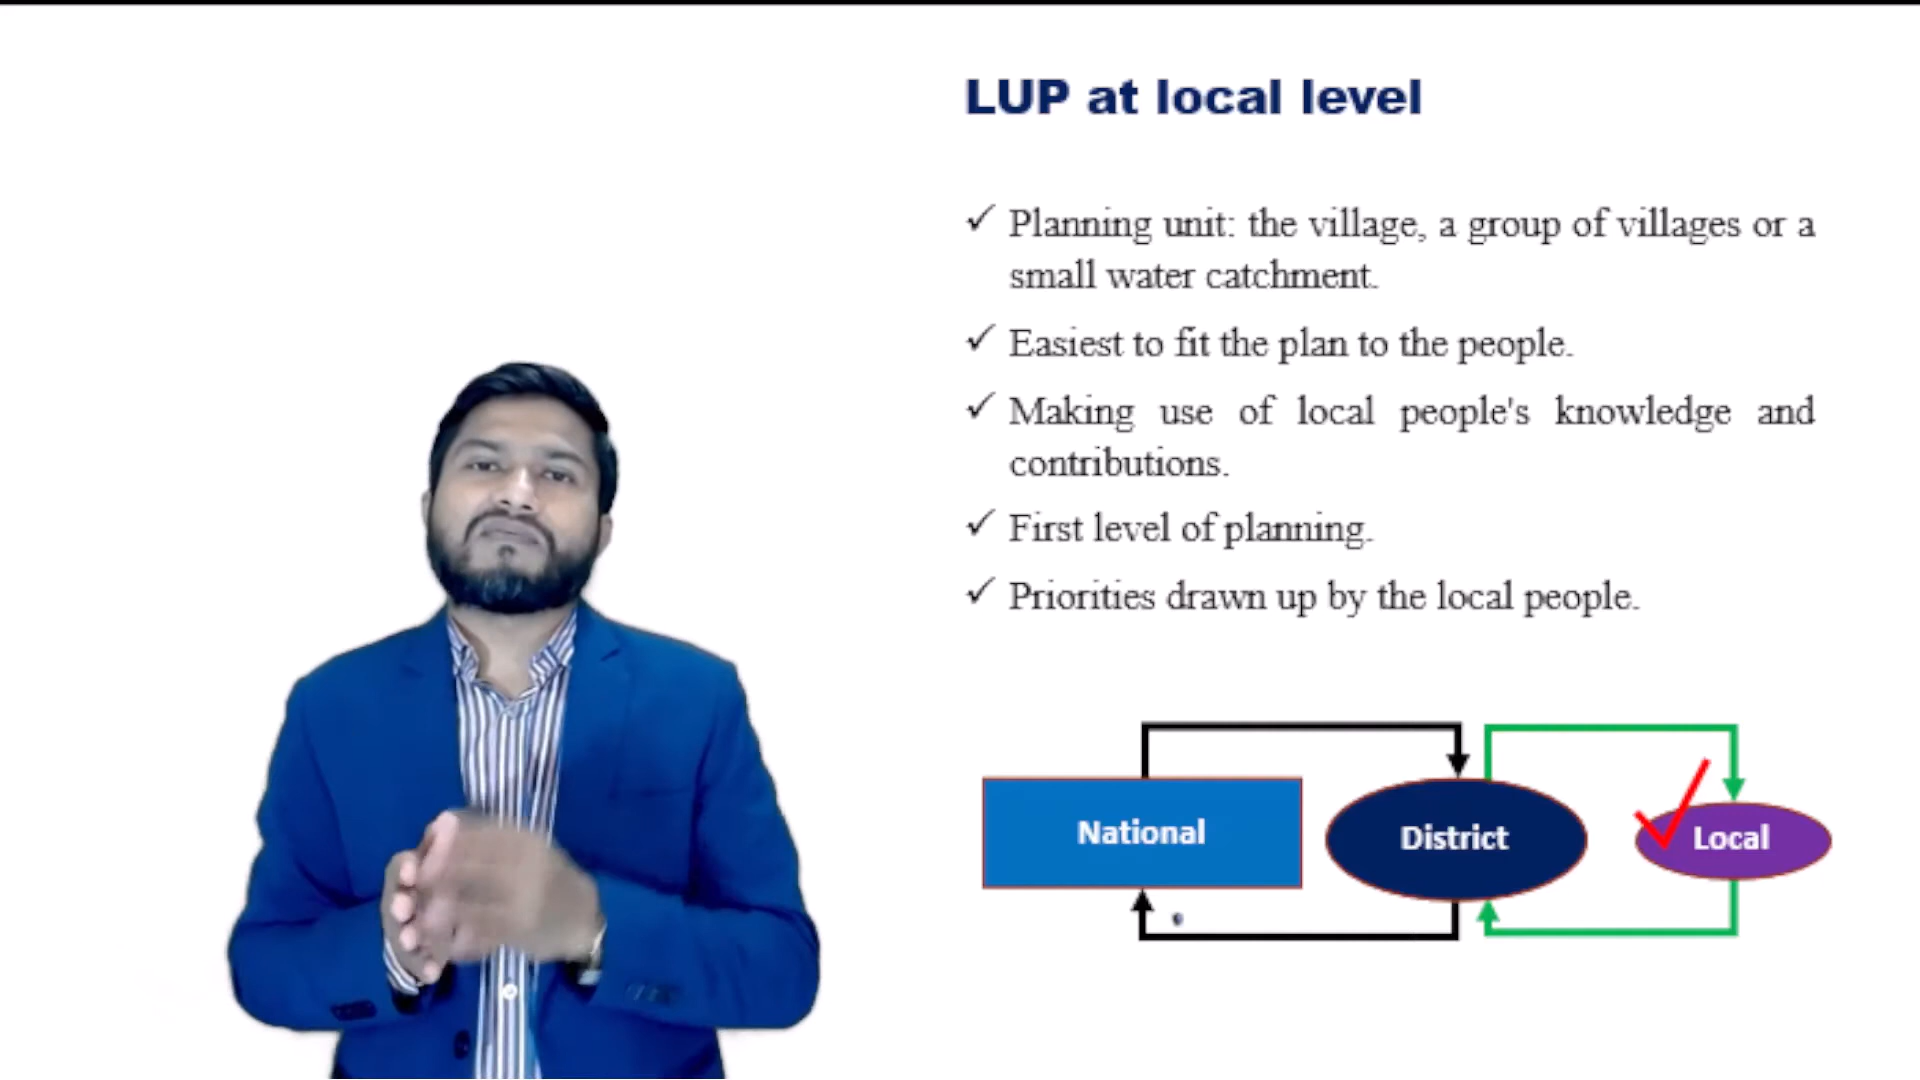 LUP at local level
✓ Planning unit: the village, a group of villages or a
small water catchment.
✓ Easiest to fit the plan to the people.
✓ Making use of local people's knowledge and
contributions.
✓ First level of planning.
✓ Priorities drawn up by the local people.
National
District
Local